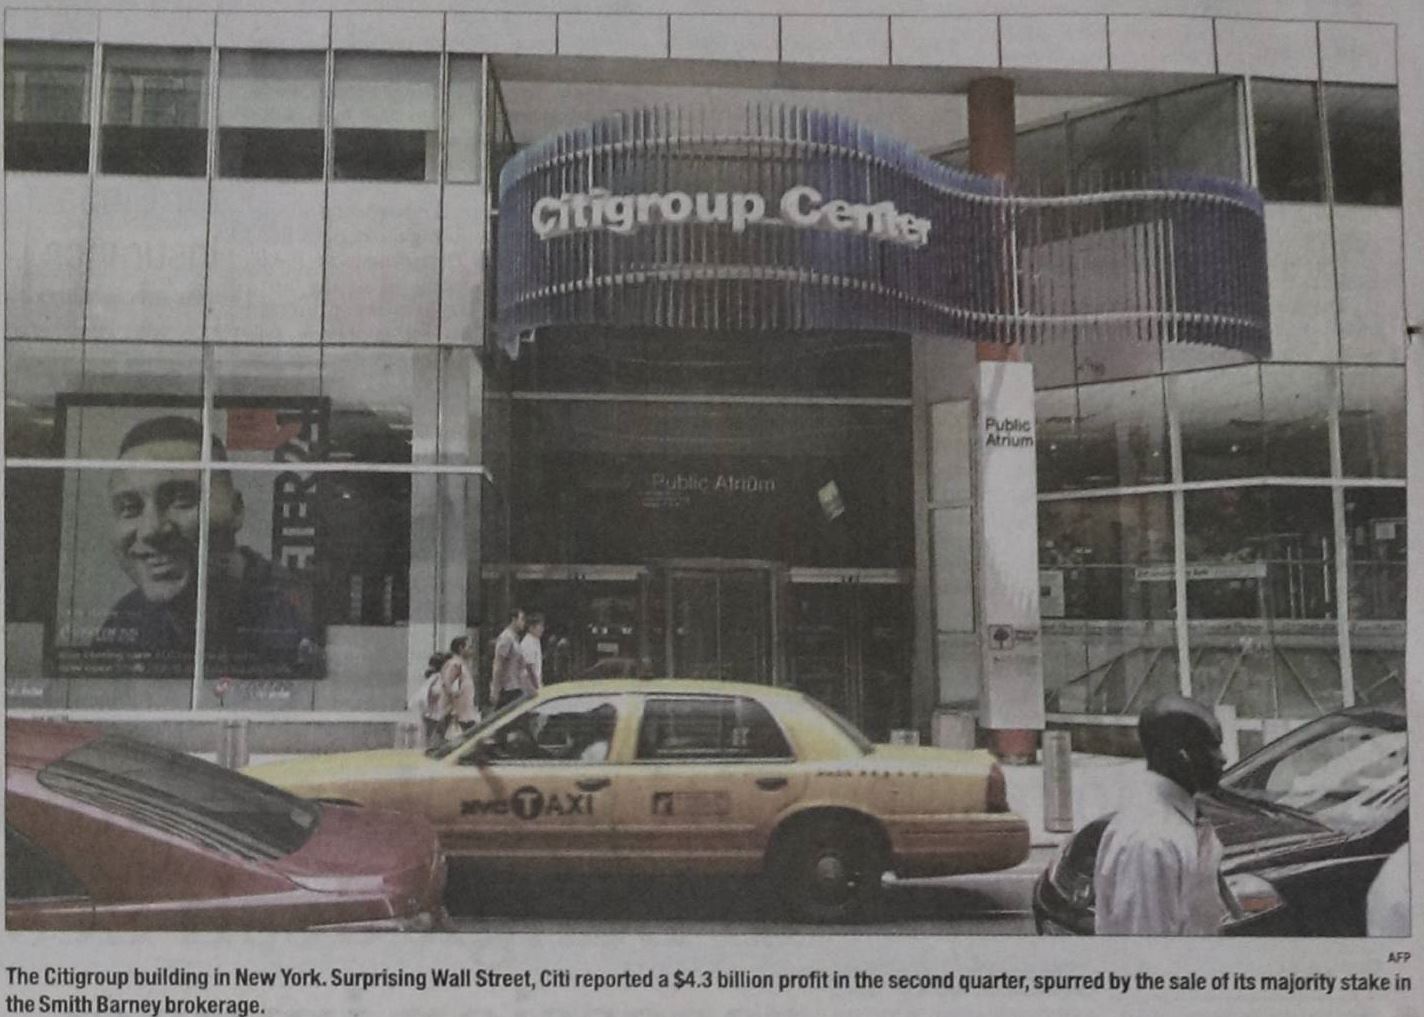 Citigroup Center
Public
Atrium
Public Atrium
NYC TAXI
AFP
The Citigroup building in New York. Surprising Wall Street, Citi reported a $4.3 billion profit in the second quarter, spurred by the sale of its majority stake in
the Smith Barney brokerage.